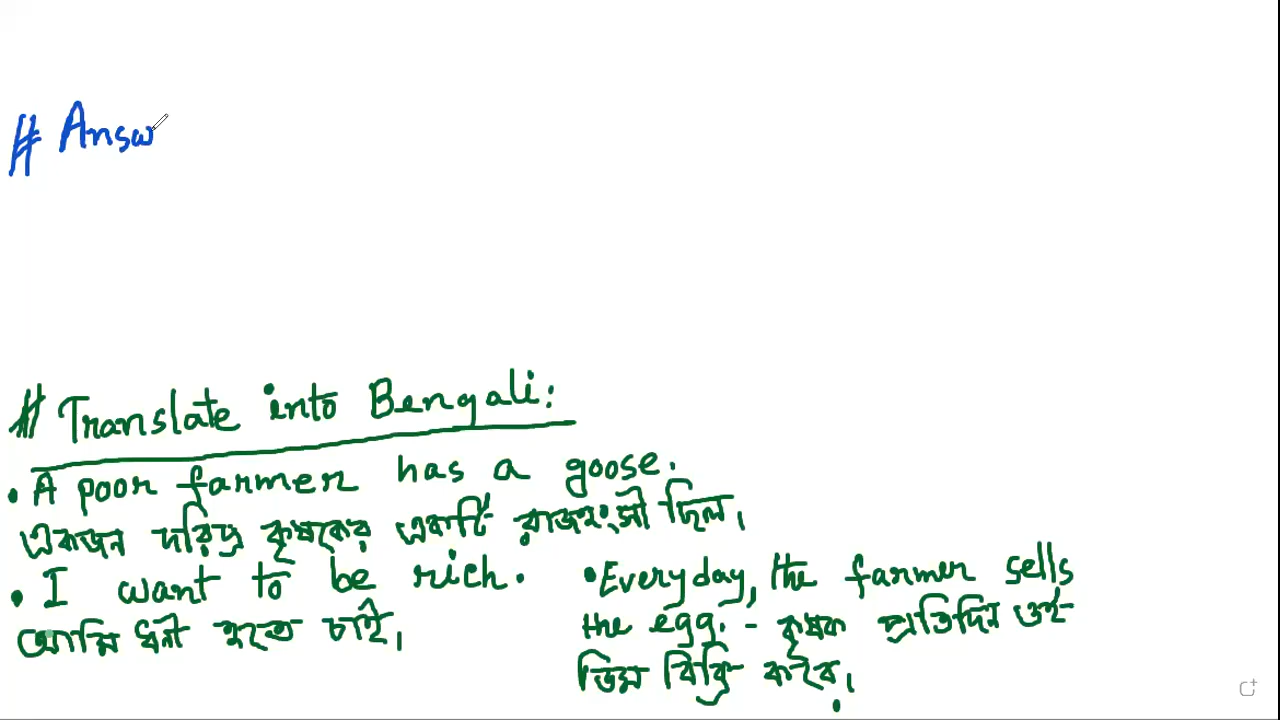 # Answ
# Translate into Bengali:
• A poor farmer has a goose.
একজন দরিদ্র কৃষকের একটি রাজহংসী ছিল।
• I want to be rich.
আমি ধনী হতে চাই।
• Everyday, the farmer sells
the egg. - কৃষক প্রতিদিন ওই
ডিম বিক্রি করে।